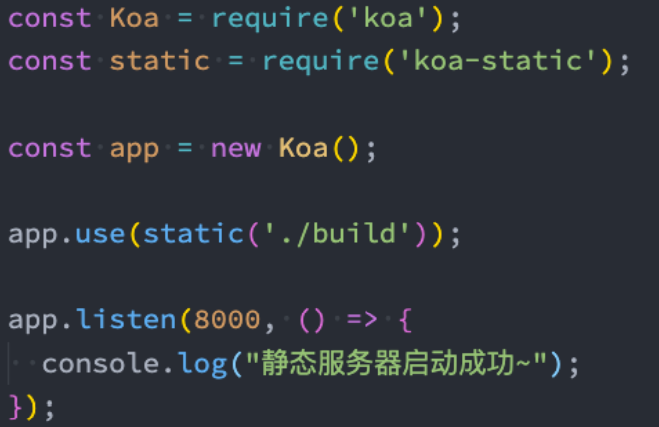 const Koa = require('koa');
const static = require('koa-static');
const app = new Koa();
app.use(static('./build'));
app.listen(8000, () => {
  console.log("静态服务器启动成功~");
});